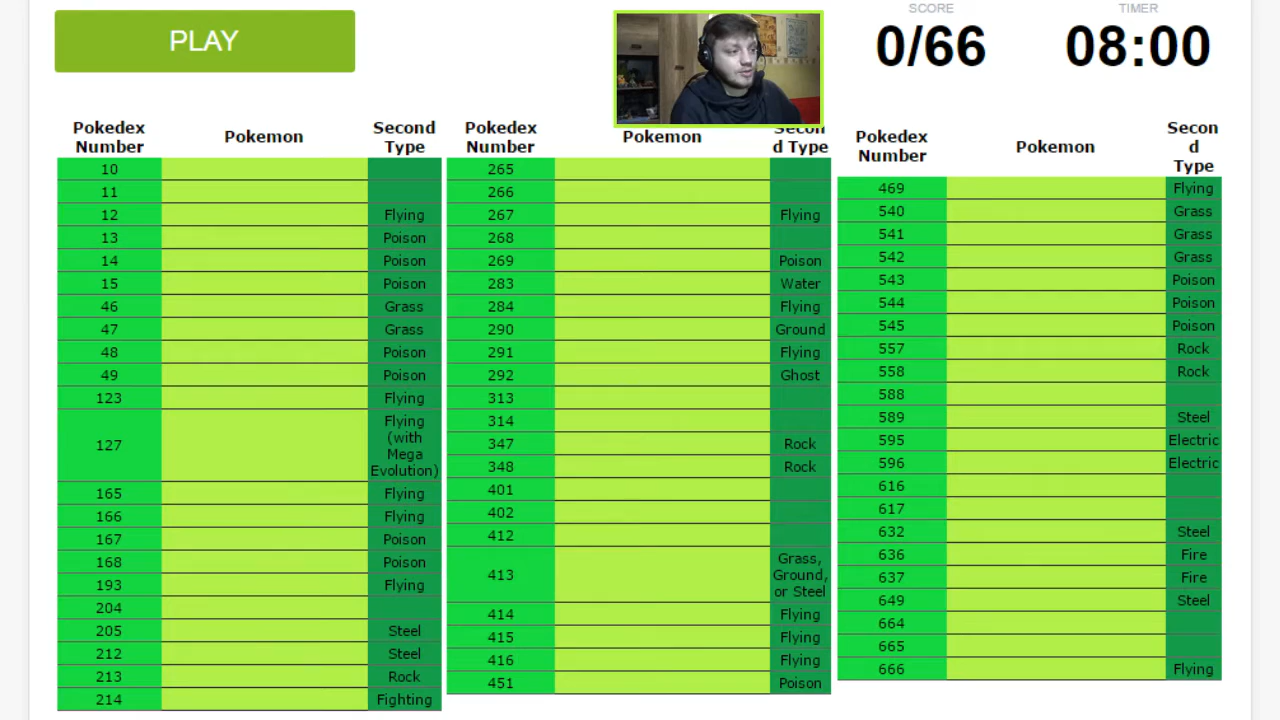 PLAY
SCORE
0/66
TIMER
08:00
Pokedex Number Pokemon Second Type
10
11
12 Flying
13 Poison
14 Poison
15 Poison
46 Grass
47 Grass
48 Poison
49 Poison
123 Flying
127 Flying
(with
Mega
Evolution)
165 Flying
166 Flying
167 Poison
168 Poison
193 Flying
204
205 Steel
212 Steel
213 Rock
214 Fighting
Pokedex Number Pokemon Second Type
265
266
267 Flying
268
269 Poison
283 Water
284 Flying
290 Ground
291 Flying
292 Ghost
313
314
347 Rock
348 Rock
401
402
412
413 Grass,
Ground,
or Steel
414 Flying
415 Flying
416 Flying
451 Poison
Pokedex Number Pokemon Second Type
469 Flying
540 Grass
541 Grass
542 Grass
543 Poison
544 Poison
545 Poison
557 Rock
558 Rock
588
589 Steel
595 Electric
596 Electric
616
617
632 Steel
636 Fire
637 Fire
649 Steel
664
665
666 Flying